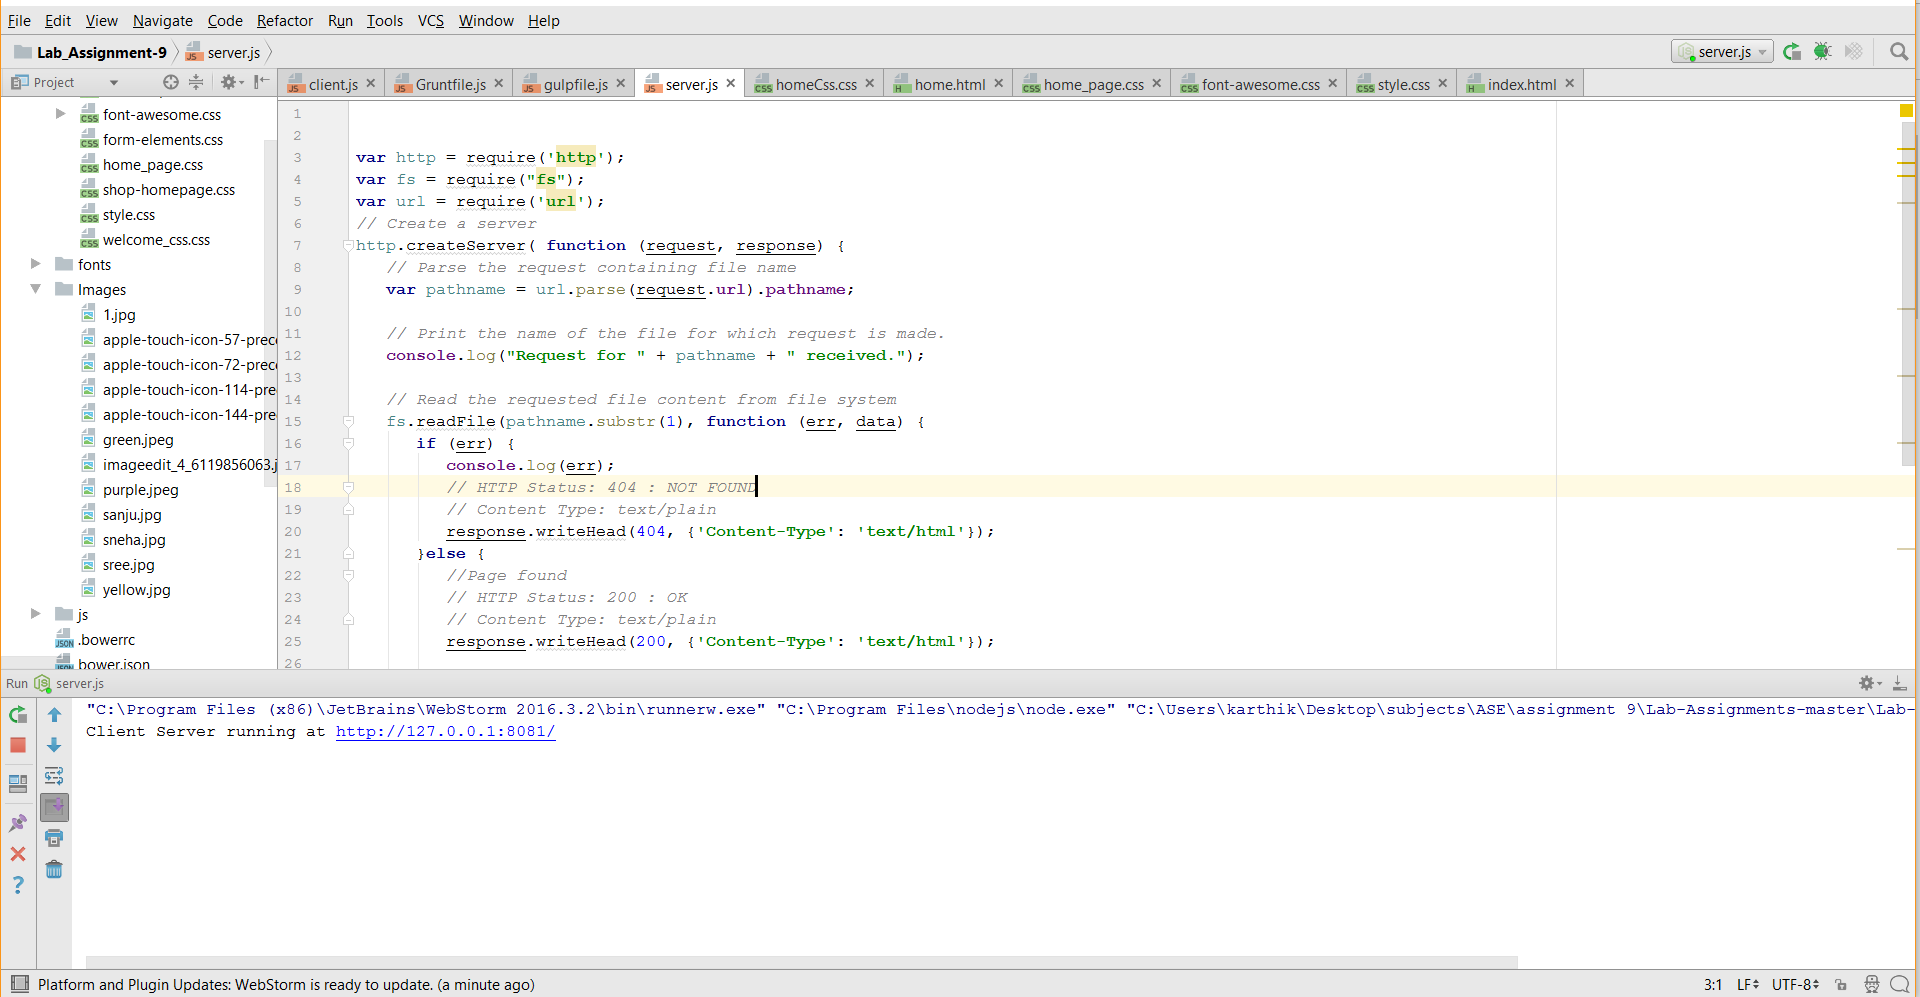 File Edit View Navigate Code Refactor Run Tools VCS Window Help
Lab_Assignment-9 server.js server.js
Project client.js Gruntfile.js gulpfile.js server.js homeCss.css home.html home_page.css font-awesome.css style.css index.html
font-awesome.css
form-elements.css
home_page.css
shop-homepage.css
style.css
welcome_css.css
fonts
Images
1.jpg
apple-touch-icon-57-prec
apple-touch-icon-72-prec
apple-touch-icon-114-pre
apple-touch-icon-144-pre
green.jpeg
imageedit_4_6119856063.j
purple.jpeg
sanju.jpg
sneha.jpg
sree.jpg
yellow.jpg
js
.bowerrc
bower.json
1
2
3 var http = require('http');
4 var fs = require("fs");
5 var url = require('url');
6 // Create a server
7 http.createServer( function (request, response) {
8 // Parse the request containing file name
9 var pathname = url.parse(request.url).pathname;
10
11 // Print the name of the file for which request is made.
12 console.log("Request for " + pathname + " received.");
13
14 // Read the requested file content from file system
15 fs.readFile(pathname.substr(1), function (err, data) {
16 if (err) {
17 console.log(err);
18 // HTTP Status: 404 : NOT FOUND
19 // Content Type: text/plain
20 response.writeHead(404, {'Content-Type': 'text/html'});
21 }else {
22 //Page found
23 // HTTP Status: 200 : OK
24 // Content Type: text/plain
25 response.writeHead(200, {'Content-Type': 'text/html'});
26
Run server.js
"C:\Program Files (x86)\JetBrains\WebStorm 2016.3.2\bin\runnerw.exe" "C:\Program Files\nodejs\node.exe" "C:\Users\karthik\Desktop\subjects\ASE\assignment 9\Lab-Assignments-master\Lab-
Client Server running at http://127.0.0.1:8081/
Platform and Plugin Updates: WebStorm is ready to update. (a minute ago) 3:1 LF UTF-8